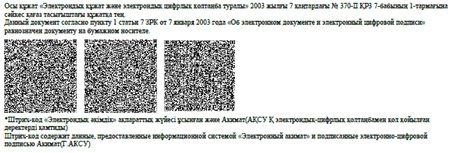 Осы құжат «Электрондық құжат және электрондық цифрлық қолтаңба туралы» 2003 жылғы 7 қаңтардағы № 370-II ҚРЗ 7-бабының 1-тармағына
сәйкес қағаз тасығыштағы құжатқа тең.
Данный документ согласно пункту 1 статьи 7 ЗРК от 7 января 2003 года «Об электронном документе и электронный цифровой подписи»
равнозначен документу на бумажном носителе.
*Штрих-код «Электрондық әкімдік» ақпараттық жүйесі ұсынған және Акимат(АҚСУ Қ электрондық-цифрлық қолтаңбамен қол қойылған
деректерді қамтиды)
Штрих-код содержит данные, предоставленные информационной системой «Электронный акимат» и подписанные электронно-цифровой
подписью Акимат(Г.АКСУ)